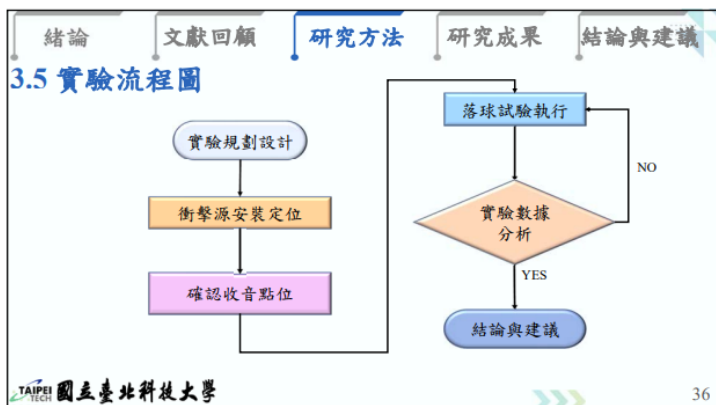 緒論
文獻回顧
研究方法
研究成果
結論與建議
3.5 實驗流程圖
實驗規劃設計
衝擊源安裝定位
確認收音點位
落球試驗執行
NO
實驗數據
分析
YES
結論與建議
TAIPEI
TECH
國立臺北科技大學
36